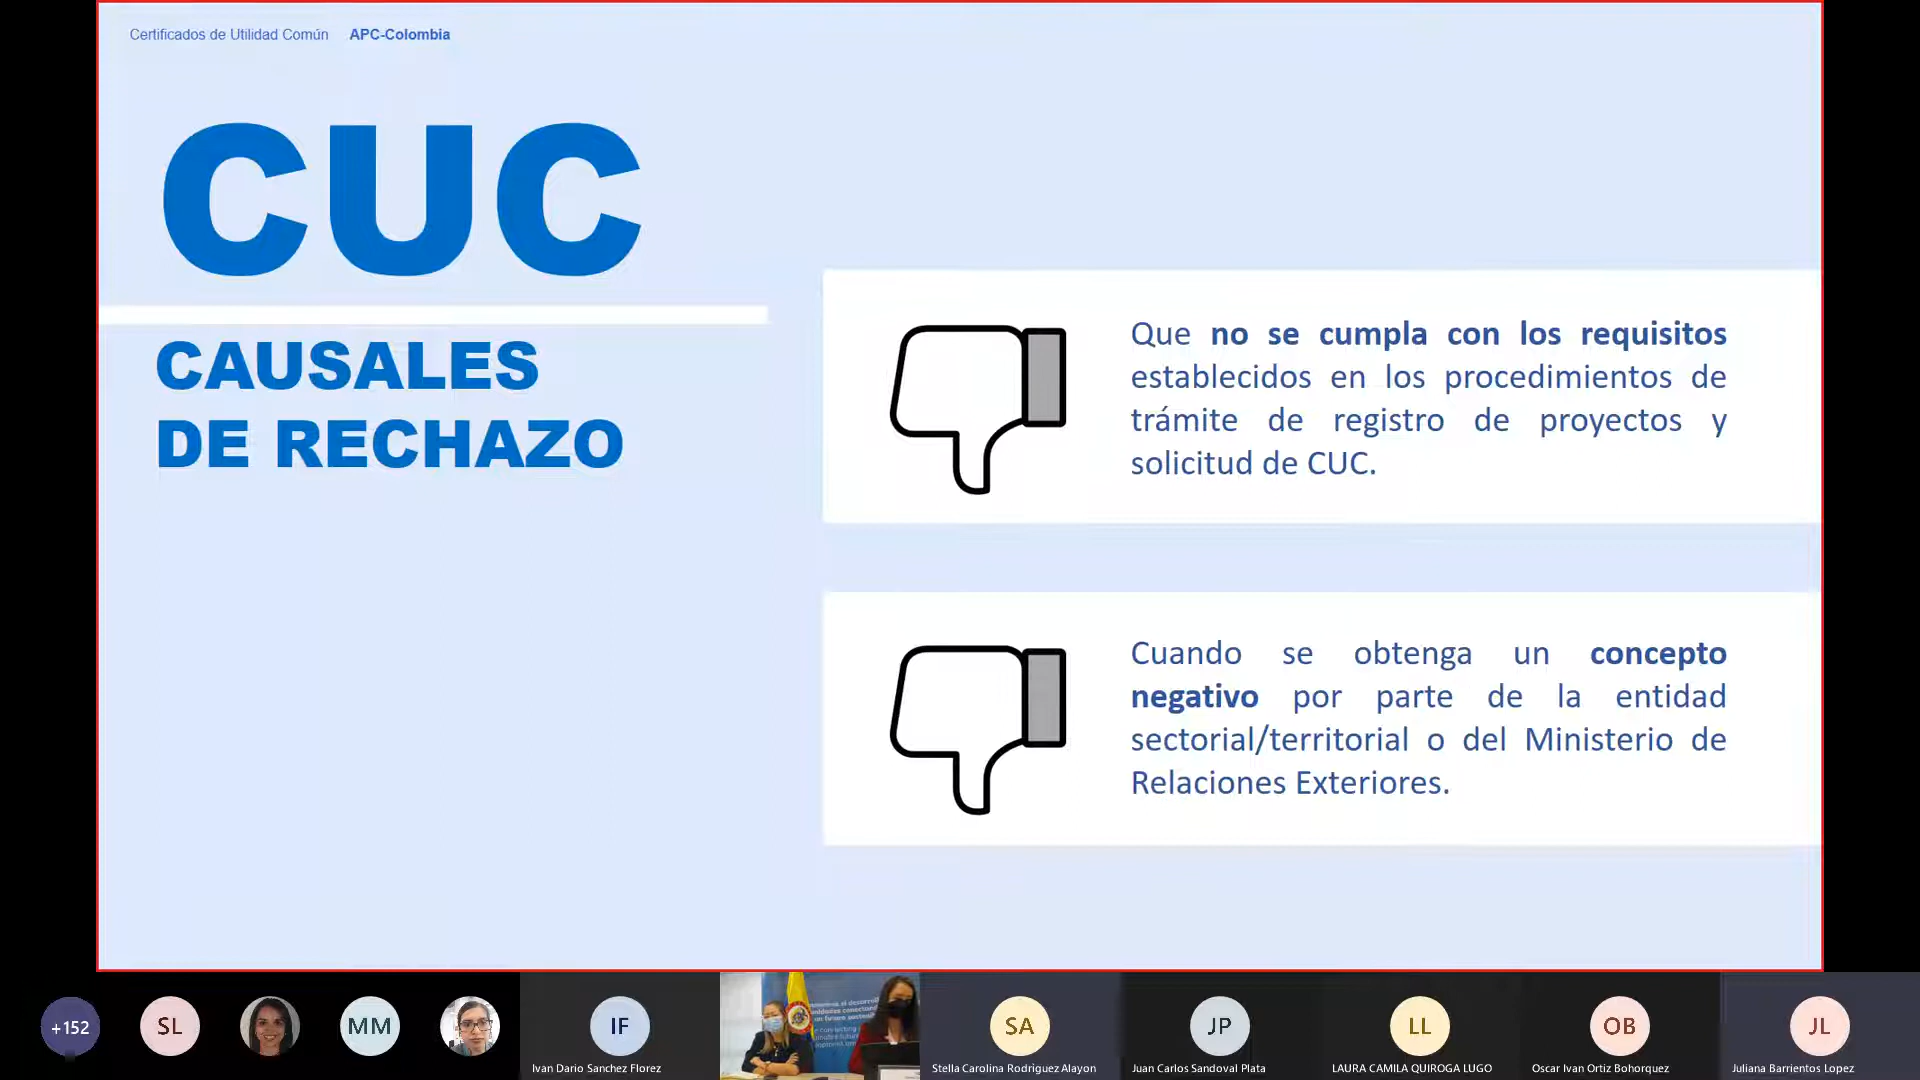 Certificados de Utilidad Común APC-Colombia
CUC
CAUSALES
DE RECHAZO
Que no se cumpla con los requisitos
establecidos en los procedimientos de
trámite de registro de proyectos y
solicitud de CUC.
Cuando se obtenga un concepto
negativo por parte de la entidad
sectorial/territorial o del Ministerio de
Relaciones Exteriores.
+152
SL
MM
IF
SA
JP
LL
OB
JL
Ivan Dario Sanchez Florez
Stella Carolina Rodriguez Alayon
Juan Carlos Sandoval Plata
LAURA CAMILA QUIROGA LUGO
Oscar Ivan Ortiz Bohorquez
Juliana Barrientos Lopez